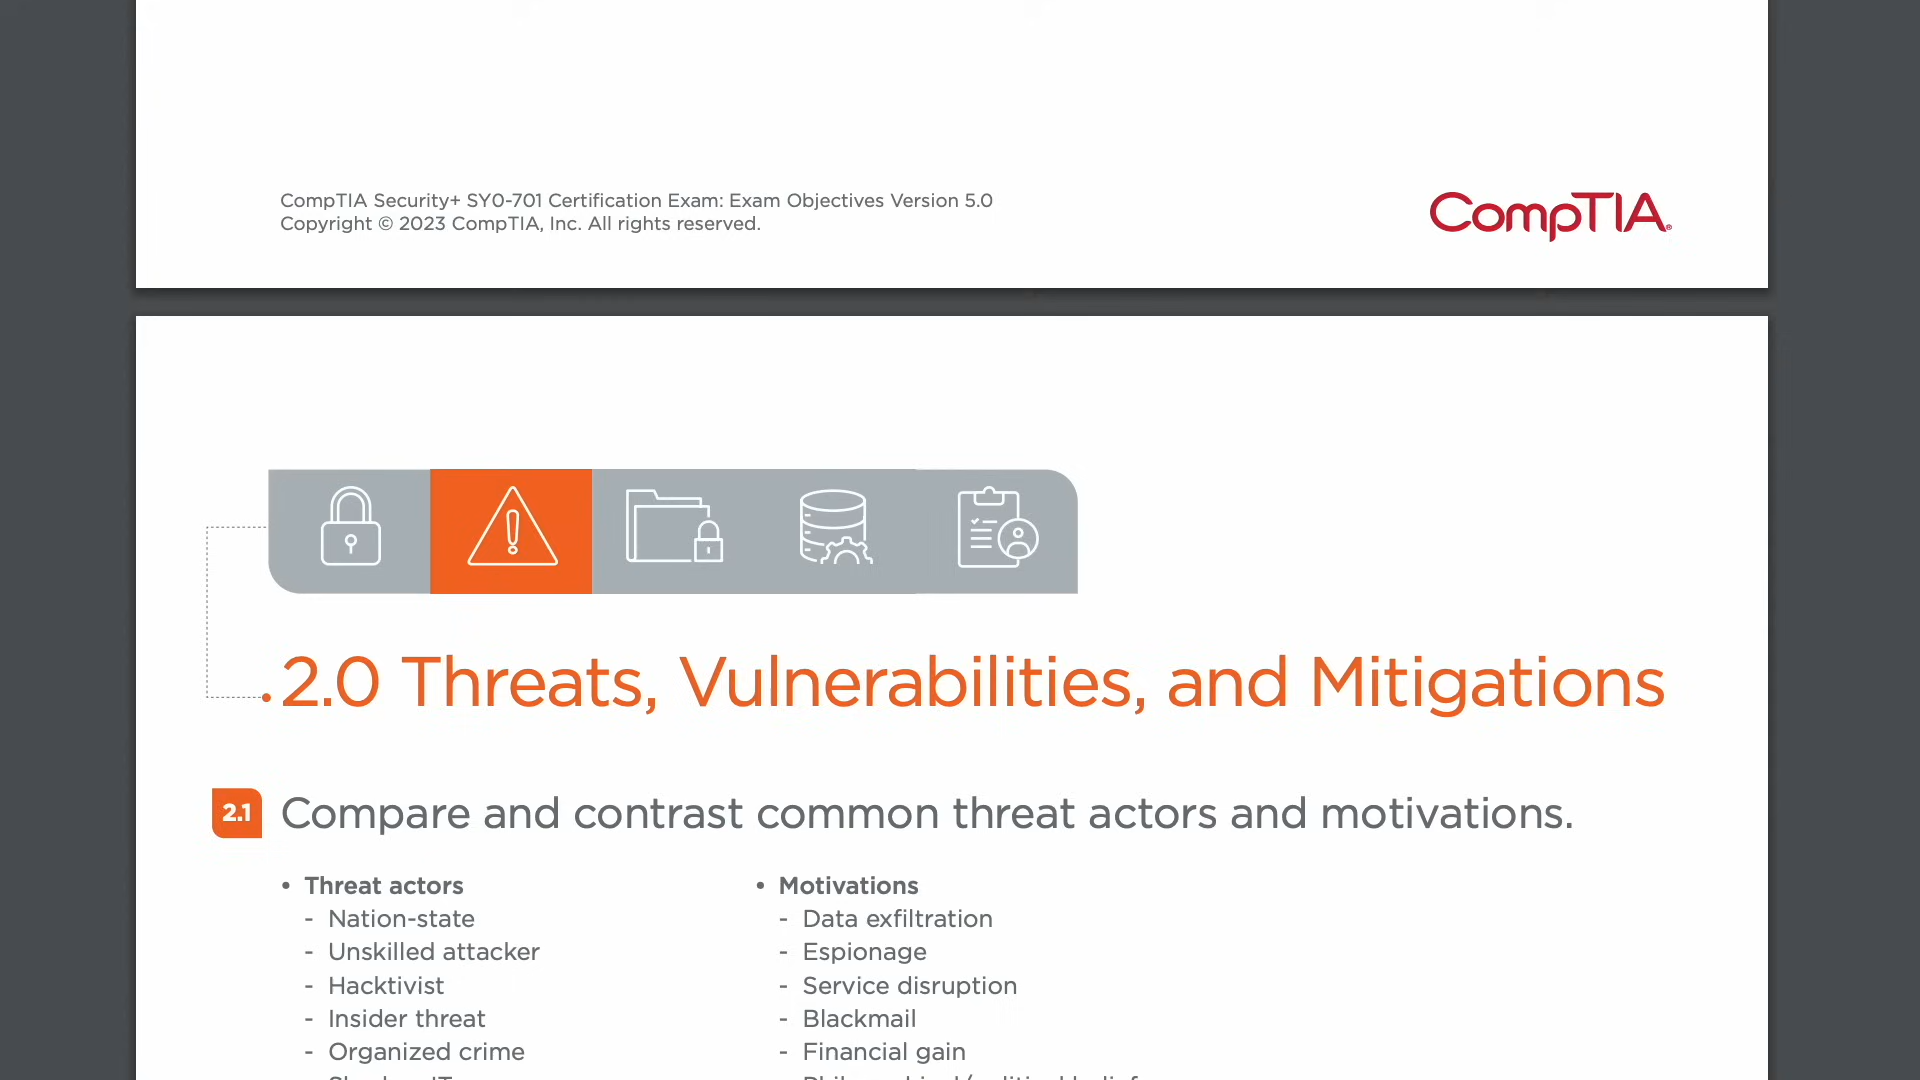 CompTIA Security+ SY0-701 Certification Exam: Exam Objectives Version 5.0
Copyright © 2023 CompTIA, Inc. All rights reserved.
CompTIA®
2.0 Threats, Vulnerabilities, and Mitigations
2.1 Compare and contrast common threat actors and motivations.
• Threat actors
- Nation-state
- Unskilled attacker
- Hacktivist
- Insider threat
- Organized crime
• Motivations
- Data exfiltration
- Espionage
- Service disruption
- Blackmail
- Financial gain